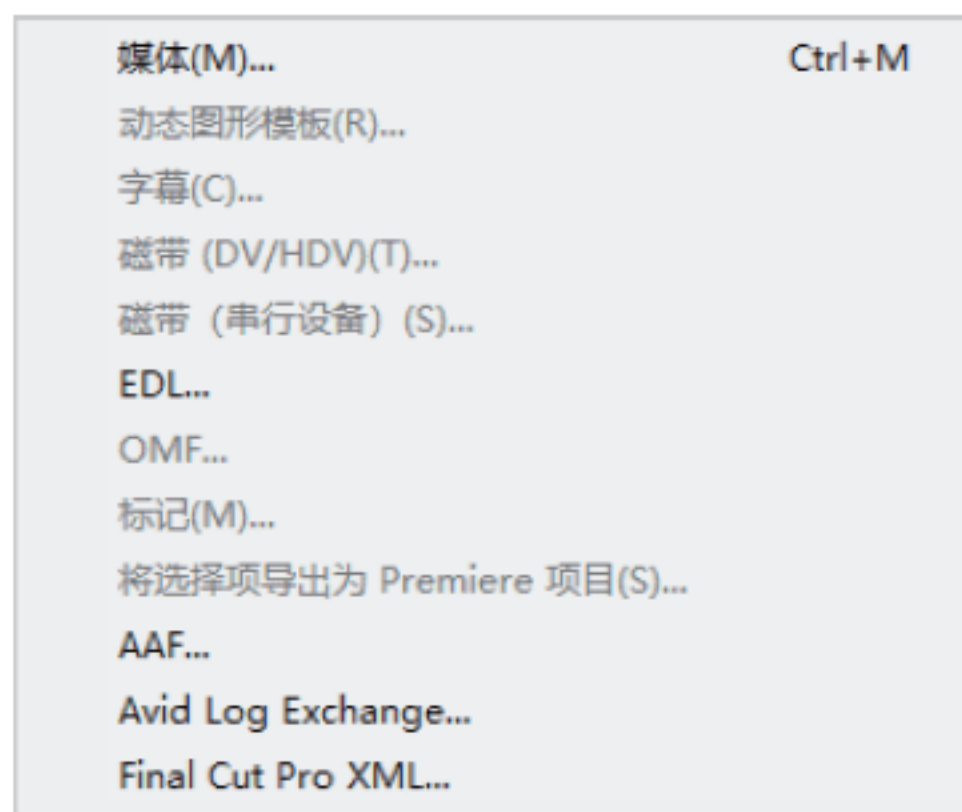 媒体(M)... Ctrl+M
动态图形模板(R)...
字幕(C)...
磁带 (DV/HDV)(T)...
磁带（串行设备）(S)...
EDL...
OMF...
标记(M)...
将选择项导出为 Premiere 项目(S)...
AAF...
Avid Log Exchange...
Final Cut Pro XML...